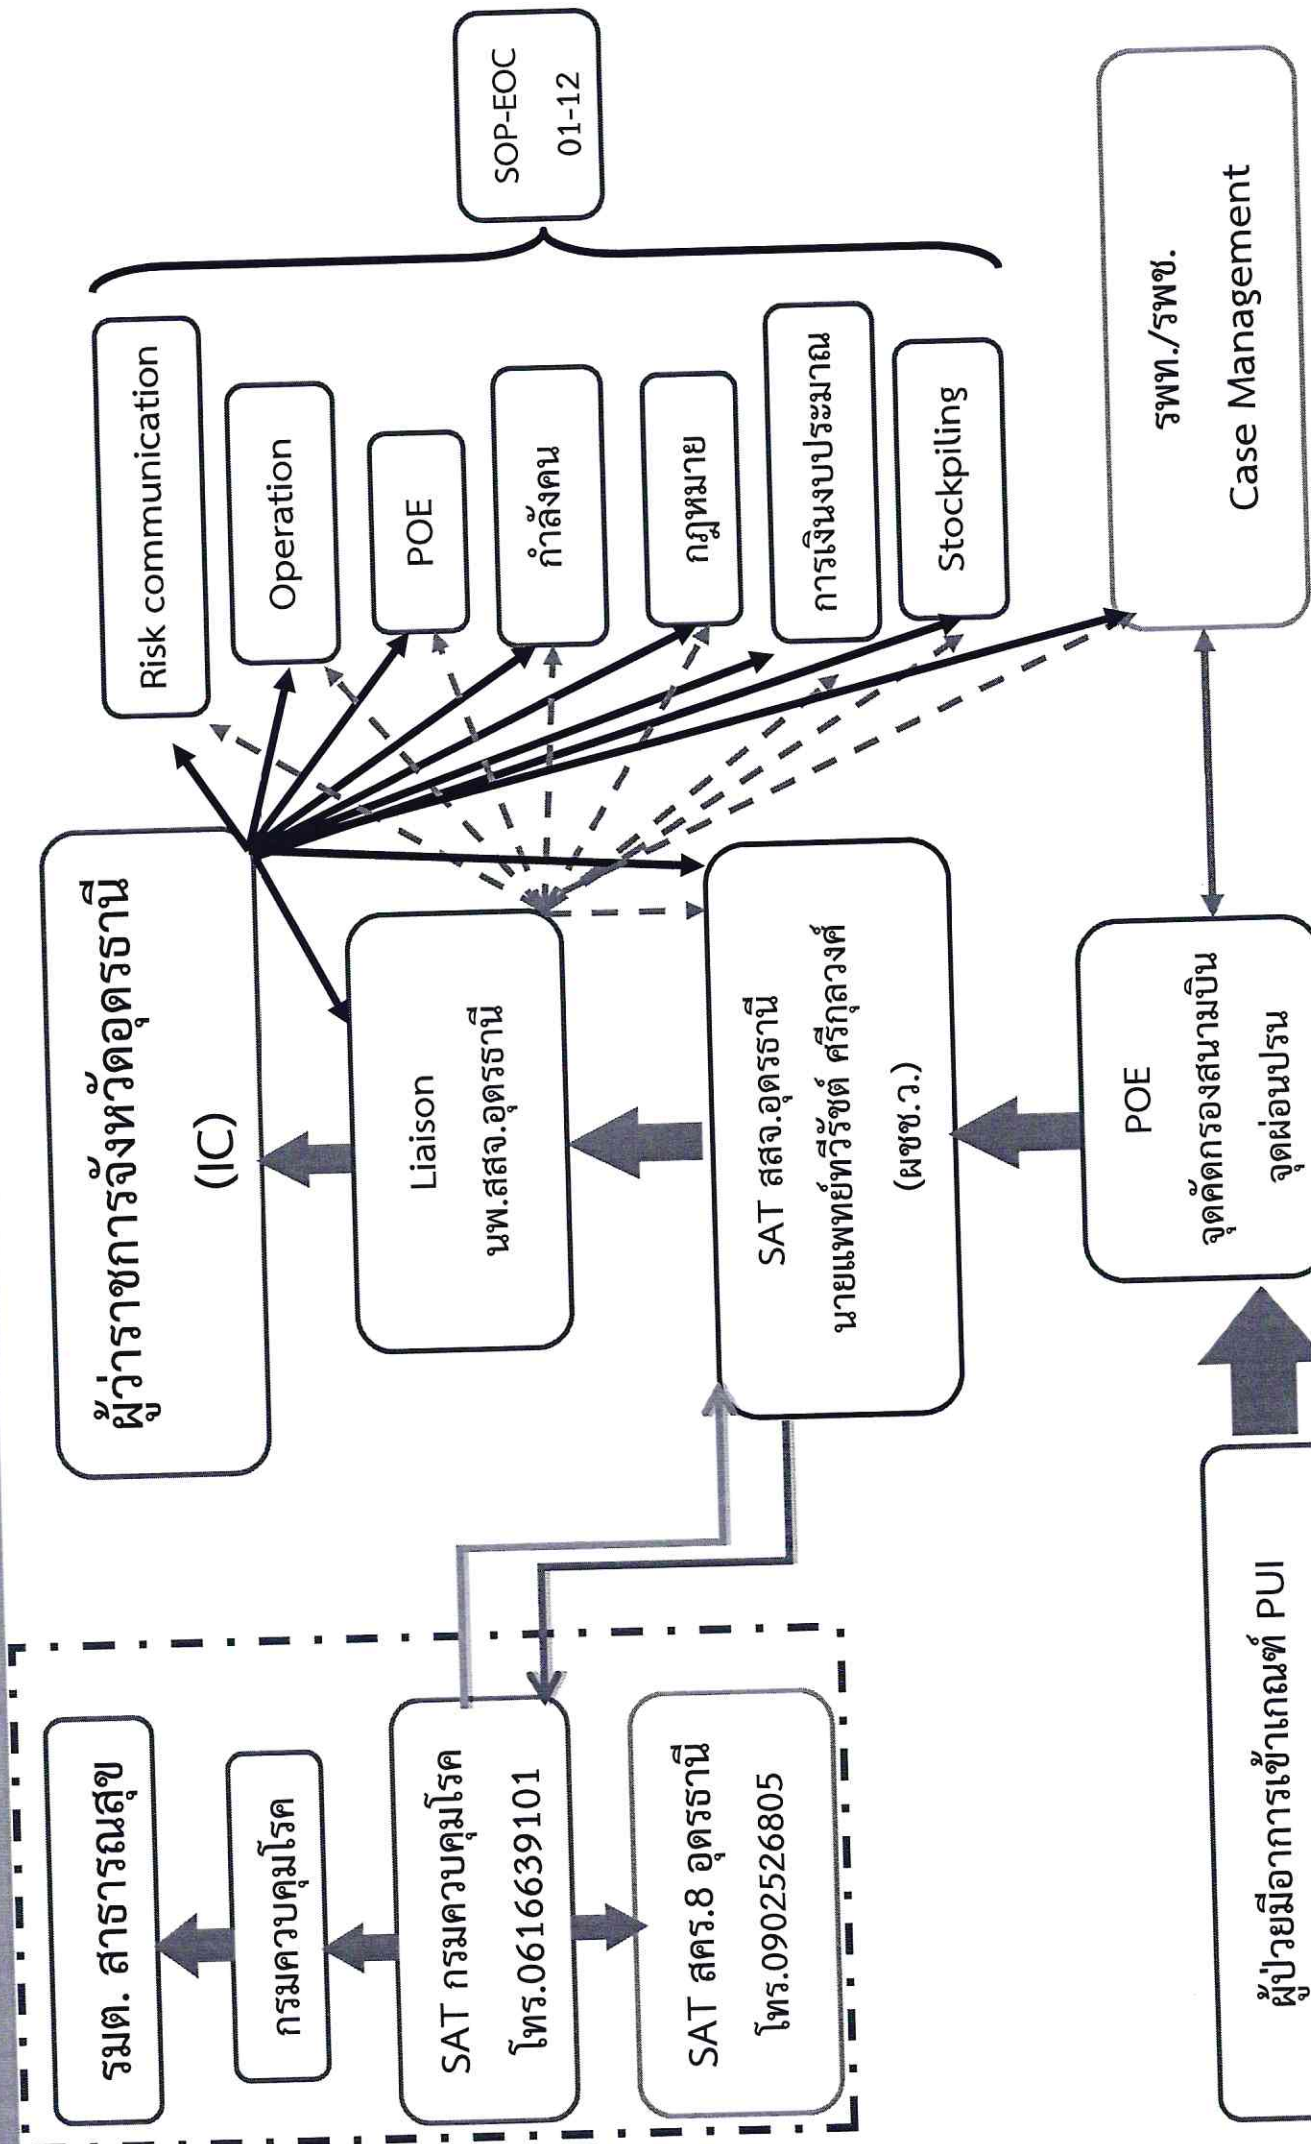 รมต. สาธารณสุข
กรมควบคุมโรค
SAT กรมควบคุมโรค
โทร.0616639101
SAT สคร.8 อุดรธานี
โทร.0902526805
ผู้ว่าราชการจังหวัดอุดรธานี
(IC)
Liaison
นพ.สสจ.อุดรธานี
SAT สสจ.อุดรธานี
นายแพทย์ทวีรัชต์ ศรีกุลวงศ์
(ผชช.ว.)
Risk communication
Operation
POE
กำลังคน
กฎหมาย
การเงินงบประมาณ
Stockpiling
SOP-EOC
01-12
ผู้ป่วยมีอาการเข้าเกณฑ์ PUI
POE
จุดคัดกรองสนามบิน
จุดผ่อนปรน
รพท./รพช.
Case Management